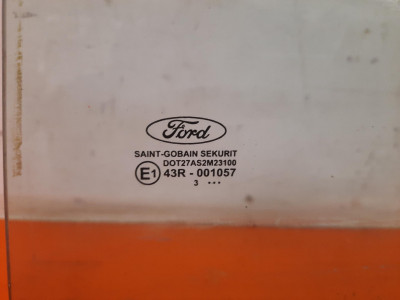 Ford
SAINT-GOBAIN SEKURIT
DOT27AS2M23100
E1 43R - 001057
3 •••